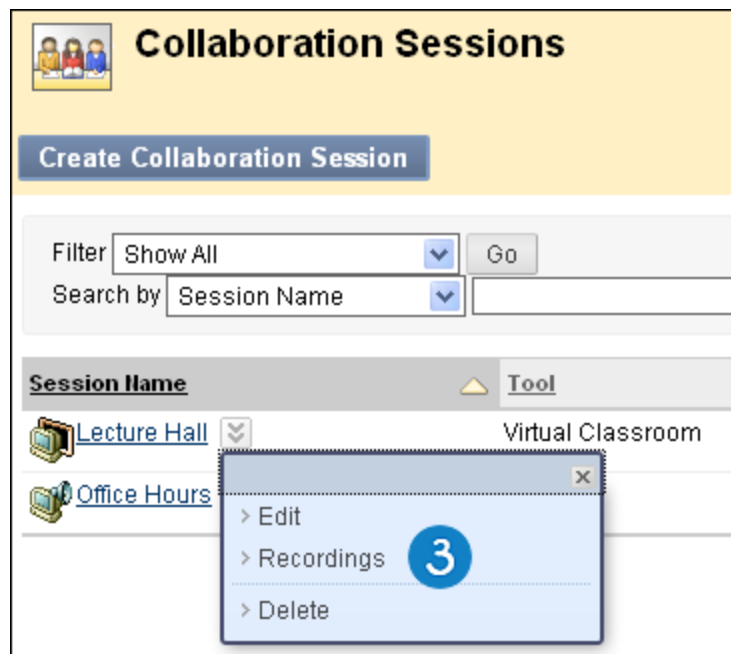 Collaboration Sessions
Create Collaboration Session
Filter Show All Go
Search by Session Name
Session Name Tool
Lecture Hall Virtual Classroom
Office Hours
Edit
Recordings 3
Delete